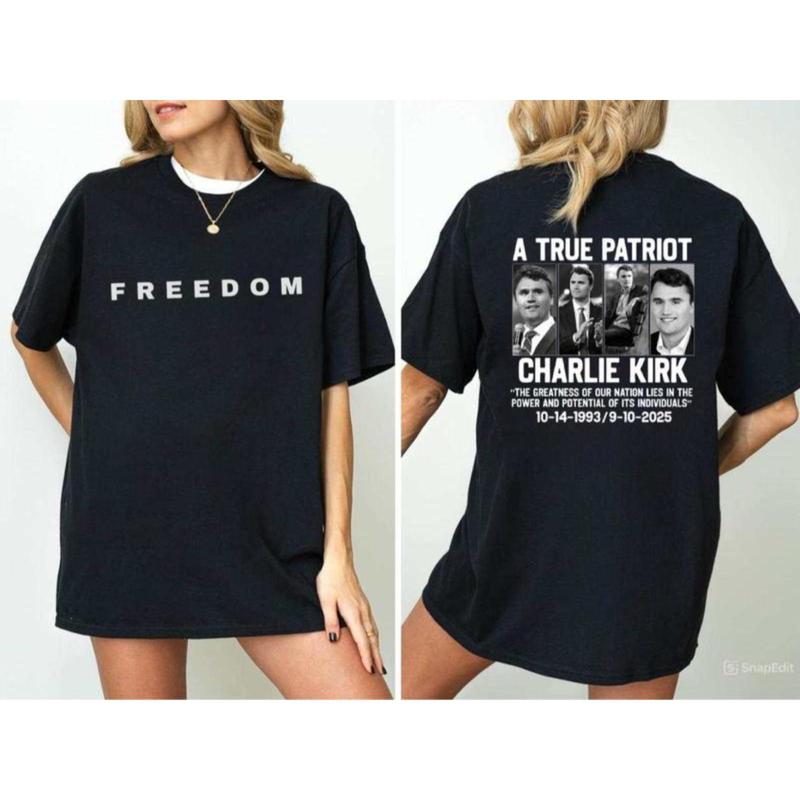 FREEDOM
A TRUE PATRIOT
CHARLIE KIRK
"THE GREATNESS OF OUR NATION LIES IN THE
POWER AND POTENTIAL OF ITS INDIVIDUALS"
10-14-1993/9-10-2025
SnapEdit